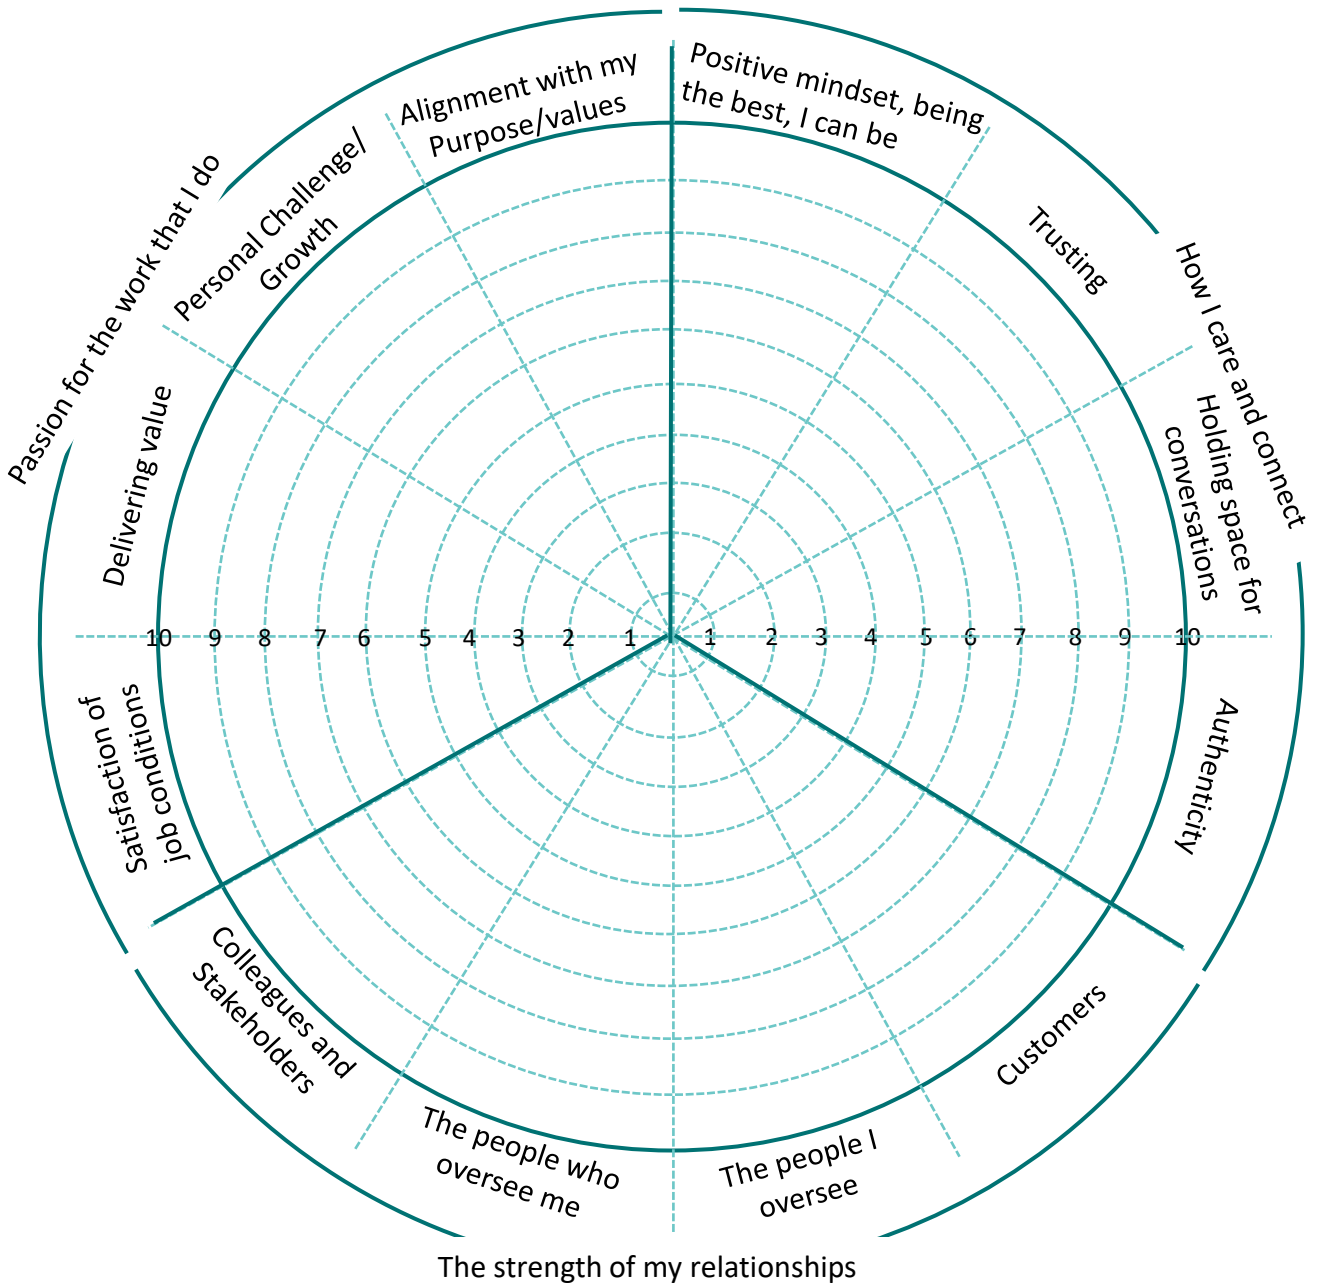 Alignment with my
Purpose/values
Positive mindset, being
the best, I can be
Personal Challenge/
Growth
Trusting
Passion for the work that I do
How I care and connect
Delivering value
Holding space for
conversations
10 9 8 7 6 5 4 3 2 1 1 2 3 4 5 6 7 8 9 10
Satisfaction of
job conditions
Authenticity
Colleagues and
Stakeholders
Customers
The people who
oversee me
The people I
oversee
The strength of my relationships